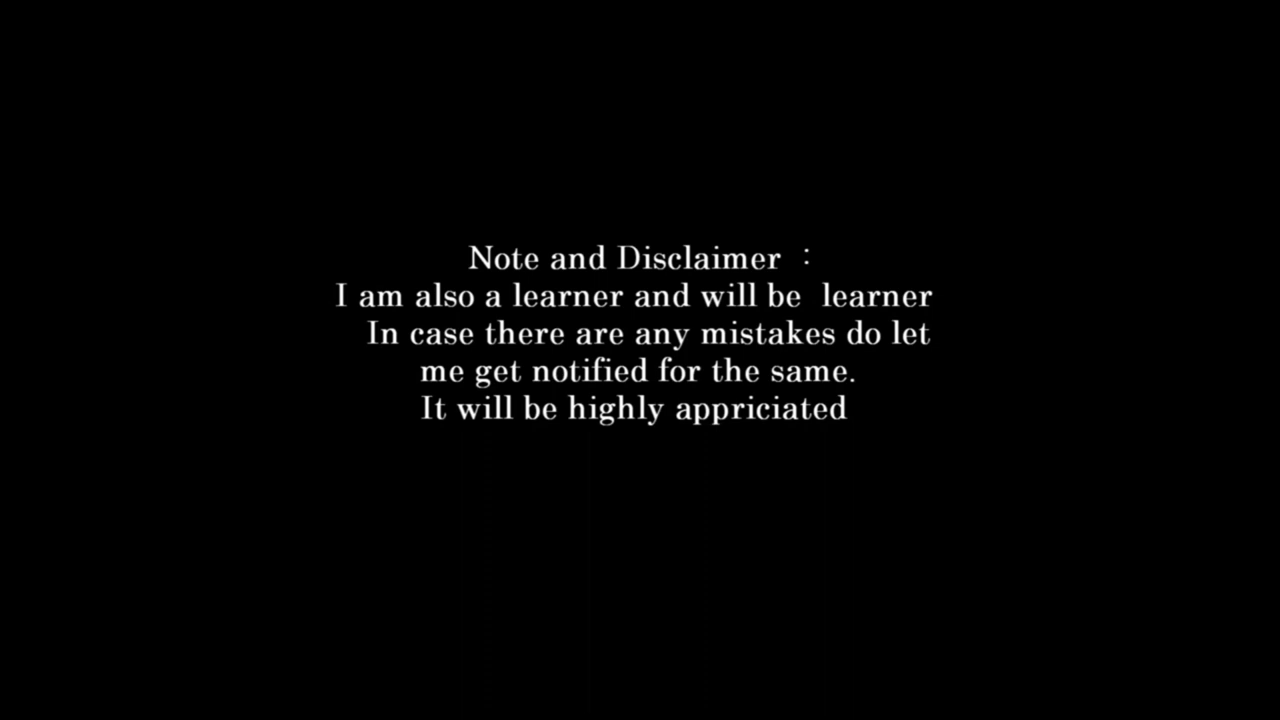 Note and Disclaimer :
I am also a learner and will be learner
In case there are any mistakes do let
me get notified for the same.
It will be highly appriciated